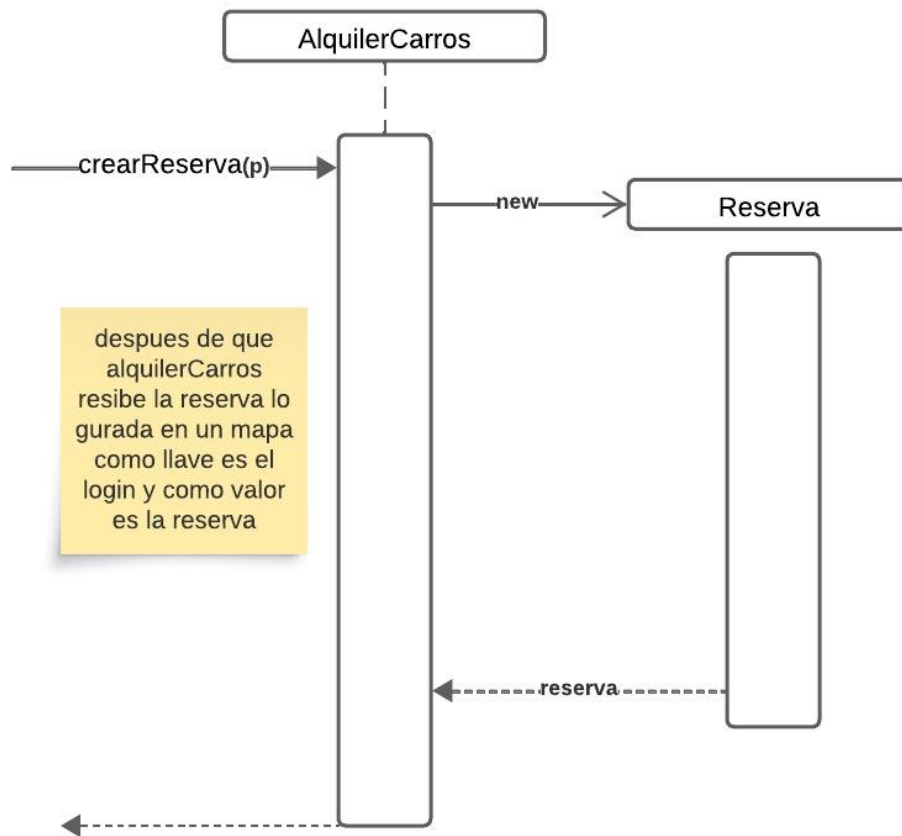 AlquilerCarros
crearReserva(p)
new
Reserva
despues de que
alquilerCarros
resibe la reserva lo
gurada en un mapa
como llave es el
login y como valor
es la reserva
reserva